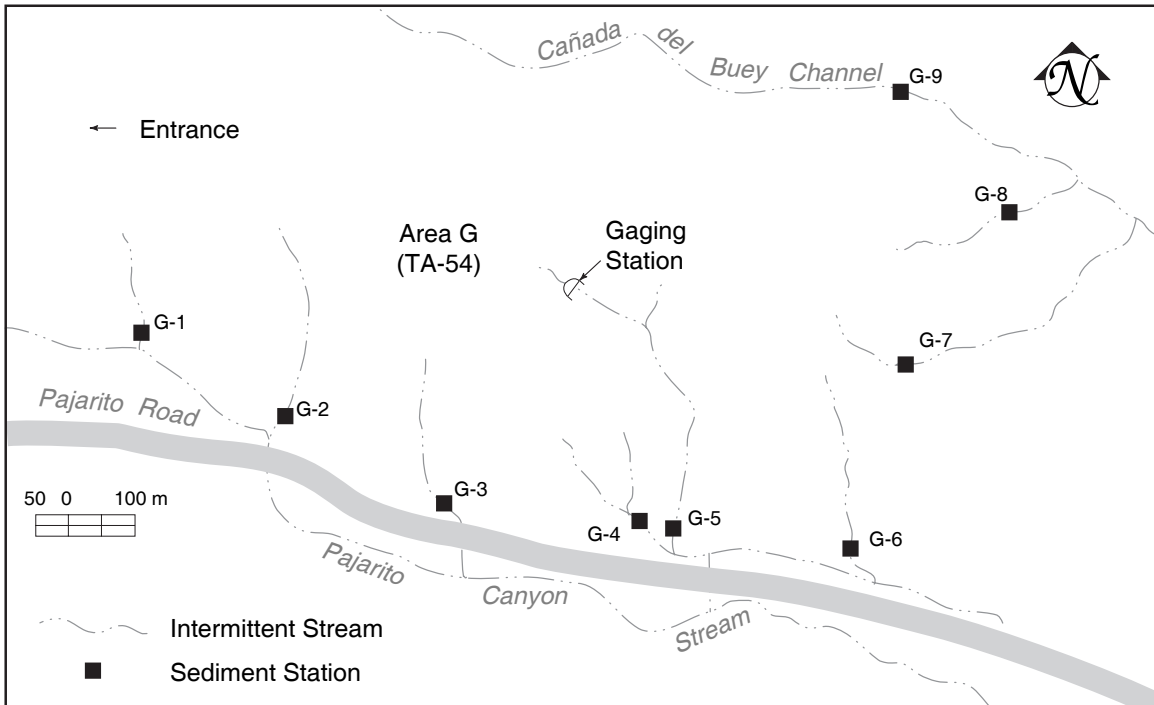 Cañada del Buey Channel
G-9
N
Entrance
G-8
Area G
(TA-54)
Gaging
Station
G-1
G-7
Pajarito Road
G-2
G-3
50 0 100 m
G-4
G-5
G-6
Pajarito Canyon Stream
Intermittent Stream
Sediment Station